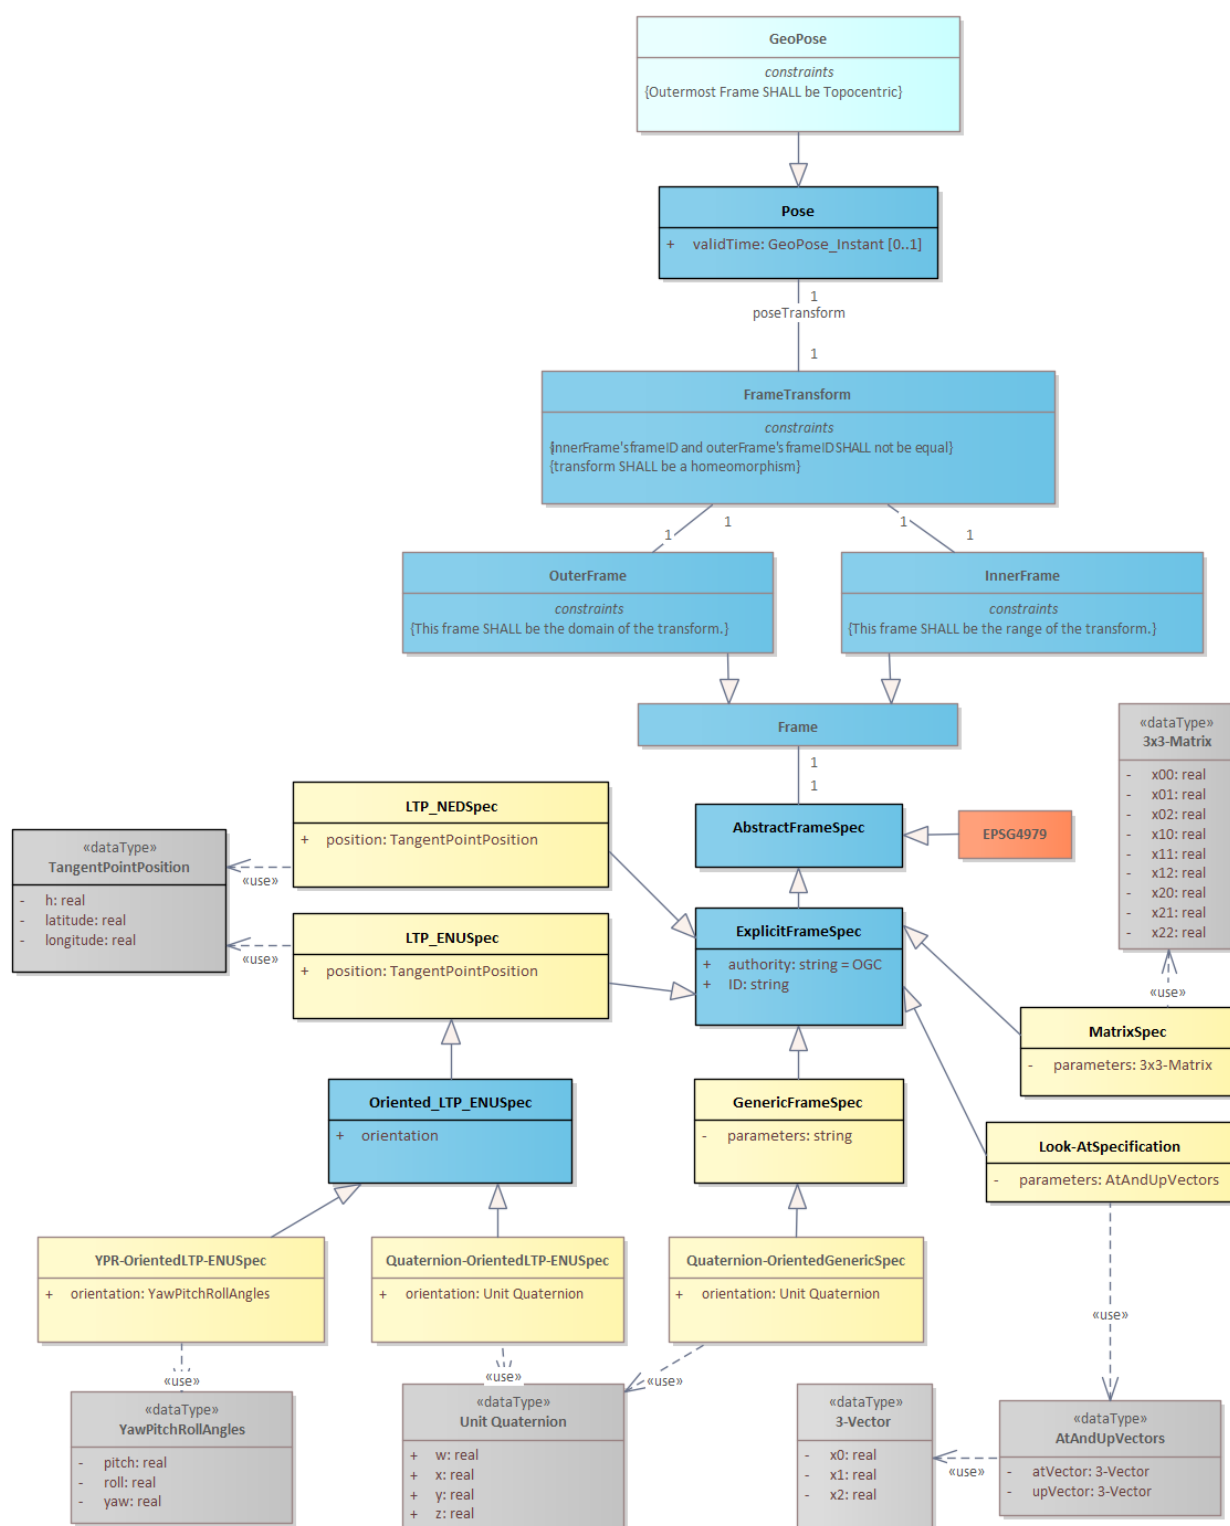 GeoPose
constraints
{Outermost Frame SHALL be Topocentric}
Pose
+ validTime: GeoPose_Instant [0..1]
1
poseTransform
1
FrameTransform
constraints
{innerFrame'sframeID and outerFrame'sframeIDSHALL not be equal}
{transform SHALL be a homeomorphism}
1
1
1
1
OuterFrame
constraints
{This frame SHALL be the domain of the transform.}
InnerFrame
constraints
{This frame SHALL be the range of the transform.}
Frame
1
1
«dataType»
3x3-Matrix
- x00: real
- x01: real
- x02: real
- x10: real
- x11: real
- x12: real
- x20: real
- x21: real
- x22: real
LTP_NEDSpec
+ position: TangentPointPosition
AbstractFrameSpec
EPSG4979
«dataType»
TangentPointPosition
- h: real
- latitude: real
- longitude: real
«use»
«use»
LTP_ENUSpec
+ position: TangentPointPosition
ExplicitFrameSpec
+ authority: string = OGC
+ ID: string
«use»
MatrixSpec
- parameters: 3x3-Matrix
Oriented_LTP_ENUSpec
+ orientation
GenericFrameSpec
- parameters: string
Look-AtSpecification
- parameters: AtAndUpVectors
YPR-OrientedLTP-ENUSpec
+ orientation: YawPitchRollAngles
Quaternion-OrientedLTP-ENUSpec
+ orientation: Unit Quaternion
Quaternion-OrientedGenericSpec
+ orientation: Unit Quaternion
«use»
«use»
«use»
«use»
«dataType»
YawPitchRollAngles
- pitch: real
- roll: real
- yaw: real
«dataType»
Unit Quaternion
+ w: real
+ x: real
+ y: real
+ z: real
«dataType»
3-Vector
- x0: real
- x1: real
- x2: real
«use»
«dataType»
AtAndUpVectors
- atVector: 3-Vector
- upVector: 3-Vector